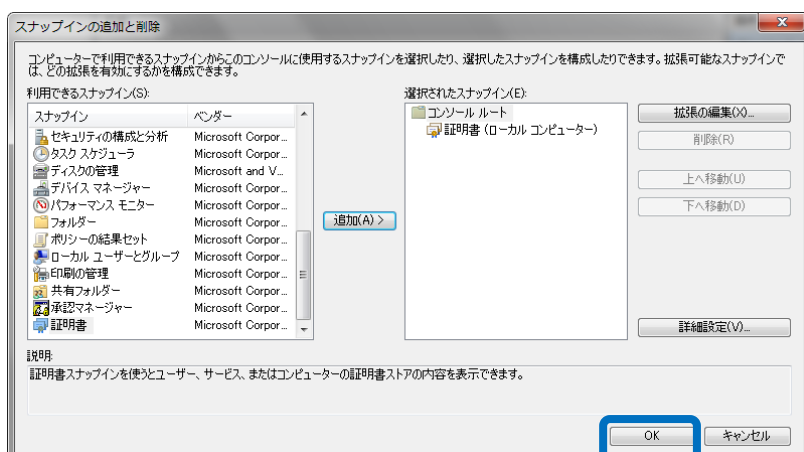 スナップインの追加と削除
コンピューターで利用できるスナップインからこのコンソールに使用するスナップインを選択したり、選択したスナップインを構成したりできます。拡張可能なスナップインで
は、どの拡張を有効にするかを構成できます。
利用できるスナップイン(S):
選択されたスナップイン(E):
スナップイン ベンダー
セキュリティの構成と分析 Microsoft Corpor...
タスク スケジューラ Microsoft Corpor...
ディスクの管理 Microsoft and V...
デバイス マネージャー Microsoft Corpor...
パフォーマンス モニター Microsoft Corpor...
フォルダー Microsoft Corpor...
ポリシーの結果セット Microsoft Corpor...
ローカル ユーザーとグループ Microsoft Corpor...
印刷の管理 Microsoft Corpor...
共有フォルダー Microsoft Corpor...
承認マネージャー Microsoft Corpor...
証明書 Microsoft Corpor...
追加(A) >
コンソール ルート
証明書 (ローカル コンピューター)
拡張の編集(X)...
削除(R)
上へ移動(U)
下へ移動(D)
詳細設定(V)...
説明:
証明書スナップインを使うとユーザー、サービス、またはコンピューターの証明書ストアの内容を表示できます。
OK
キャンセル